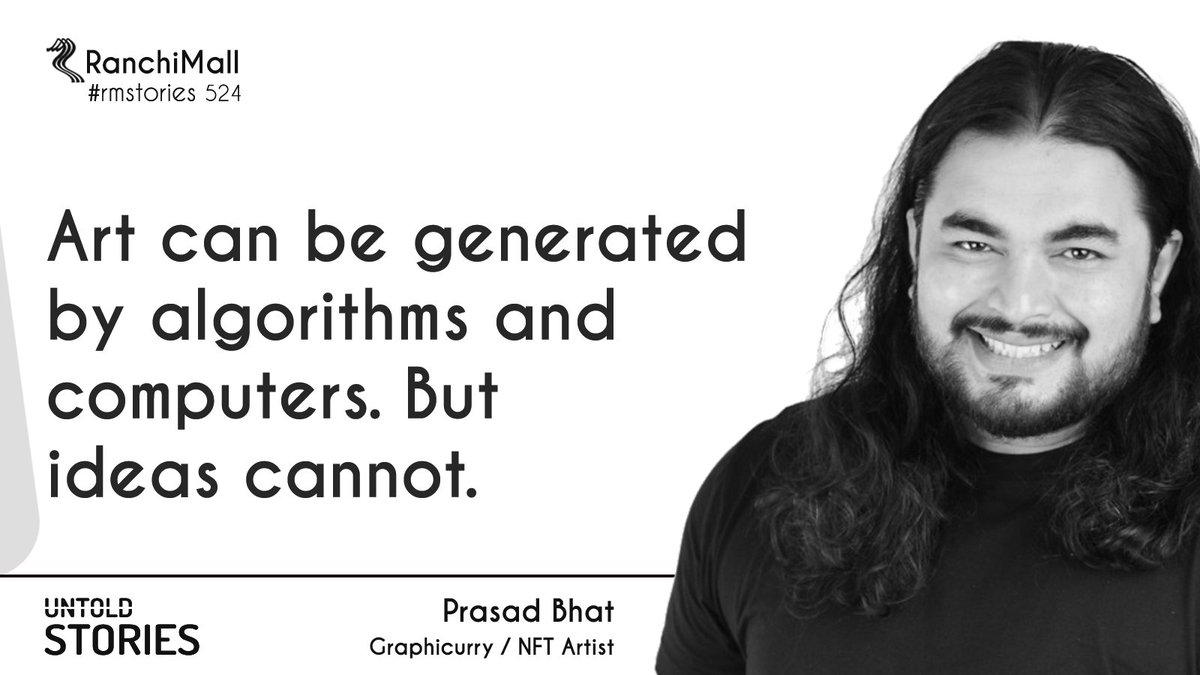 RanchiMall
#rmstories 524
Art can be generated
by algorithms and
computers. But
ideas cannot.
UNTOLD
STORIES
Prasad Bhat
Graphicurry / NFT Artist